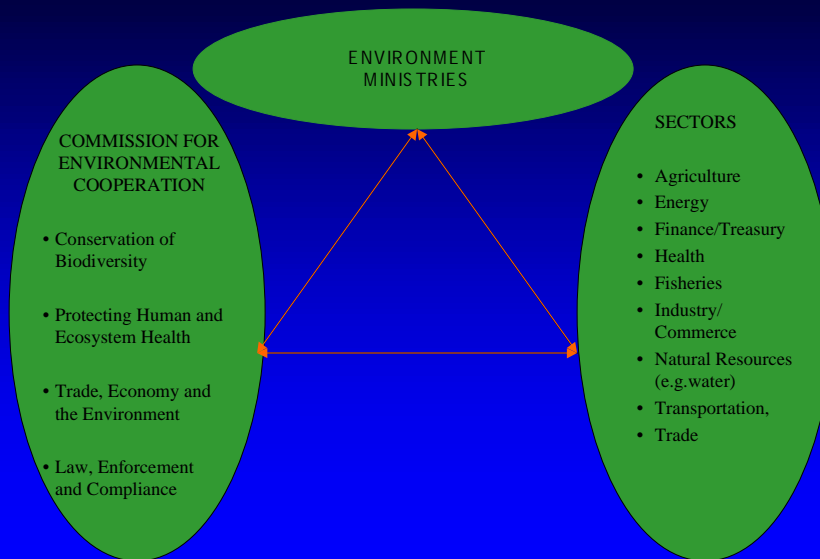 ENVIRONMENT
MINISTRIES
COMMISSION FOR
ENVIRONMENTAL
COOPERATION
• Conservation of
Biodiversity
• Protecting Human and
Ecosystem Health
• Trade, Economy and
the Environment
• Law, Enforcement
and Compliance
SECTORS
• Agriculture
• Energy
• Finance/Treasury
• Health
• Fisheries
• Industry/
Commerce
• Natural Resources
(e.g.water)
• Transportation,
• Trade